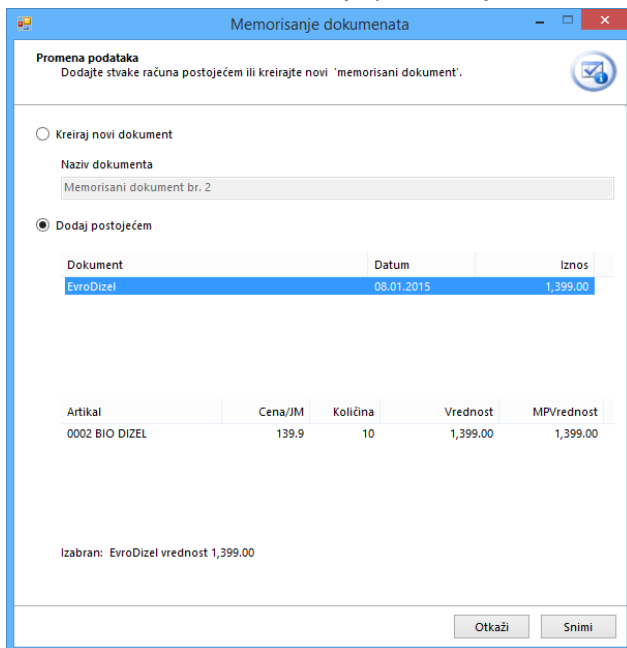 Memorisanje dokumenata
Promena podataka
Dodajte stvake računa postojećem ili kreirajte novi 'memorisani dokument'.
Kreiraj novi dokument
Naziv dokumenta
Memorisani dokument br. 2
Dodaj postojećem
Dokument Datum Iznos
EvroDizel 08.01.2015 1,399.00
Artikal Cena/JM Količina Vrednost MPVrednost
0002 BIO DIZEL 139.9 10 1,399.00 1,399.00
Izabran: EvroDizel vrednost 1,399.00
Otkaži Snimi